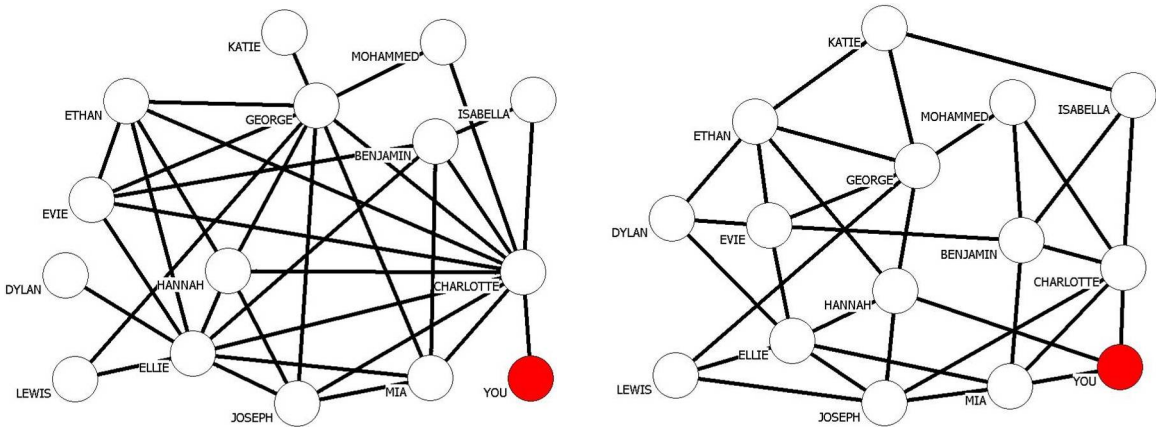 KATIE
MOHAMMED
ISABELLA
ETHAN
GEORGE
BENJAMIN
EVIE
DYLAN
HANNAH
CHARLOTTE
LEWIS
ELLIE
MIA
YOU
JOSEPH
KATIE
MOHAMMED
ISABELLA
ETHAN
GEORGE
DYLAN
EVIE
BENJAMIN
CHARLOTTE
HANNAH
ELLIE
LEWIS
YOU
MIA
JOSEPH